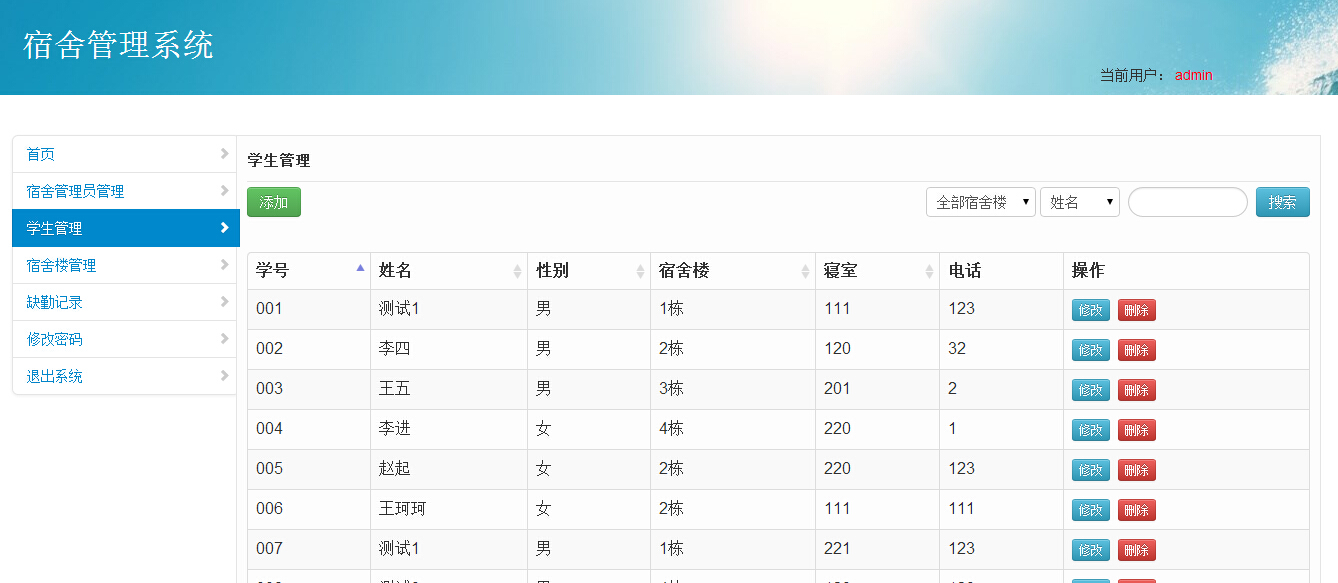 宿舍管理系统
当前用户： admin
首页
宿舍管理员管理
学生管理
宿舍楼管理
缺勤记录
修改密码
退出系统
学生管理
添加 全部宿舍楼 姓名 搜索
学号 姓名 性别 宿舍楼 寝室 电话 操作
001 测试1 男 1栋 111 123 修改 删除
002 李四 男 2栋 120 32 修改 删除
003 王五 男 3栋 201 2 修改 删除
004 李进 女 4栋 220 1 修改 删除
005 赵起 女 2栋 220 123 修改 删除
006 王珂珂 女 2栋 111 111 修改 删除
007 测试1 男 1栋 221 123 修改 删除